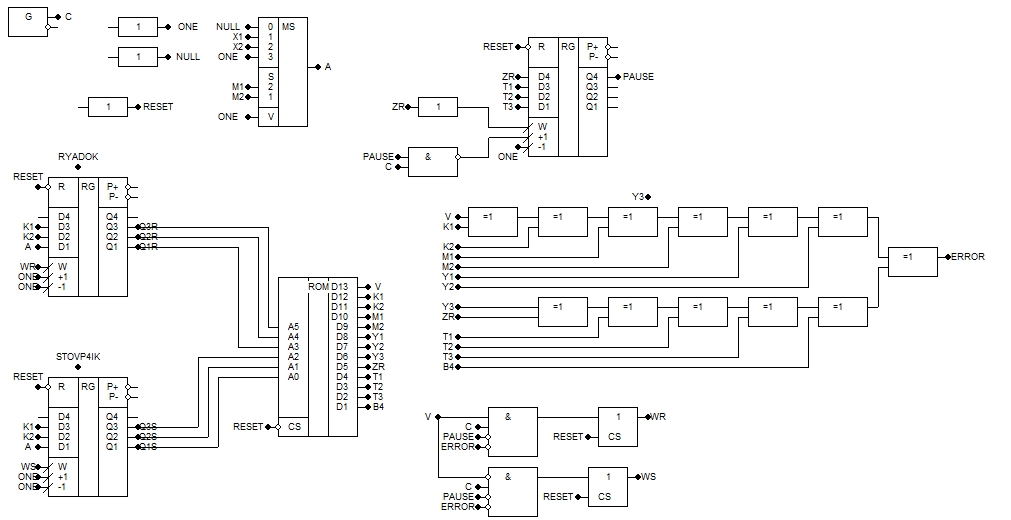 G C
1 ONE
1 NULL
1 RESET
NULL 0 MS
X1 1
X2 2
ONE 3
A
S
M1 2
M2 1
ONE V
RESET R RG P+
P-
ZR D4 Q4 PAUSE
T1 D3 Q3
T2 D2 Q2
T3 D1 Q1
ZR 1
W
+1
ONE -1
PAUSE &
C
RYADOK
RESET R RG P+
P-
D4 Q4
K1 D3 Q3 Q3R
K2 D2 Q2 Q2R
A D1 Q1 Q1R
WR W
ONE +1
ONE -1
STOVP4IK
RESET R RG P+
P-
D4 Q4
K1 D3 Q3 Q3S
K2 D2 Q2 Q2S
A D1 Q1 Q1S
WS W
ONE +1
ONE -1
ROM D13 V
D12 K1
D11 K2
D10 M1
A5 D9 M2
A4 D8 Y1
A3 D7 Y2
A2 D6 Y3
A1 D5 ZR
A0 D4 T1
D3 T2
D2 T3
D1 B4
RESET CS
Y3
V =1 =1 =1 =1 =1 =1
K1
K2
M1
M2
Y1
Y2
=1 ERROR
Y3 =1 =1 =1 =1 =1
ZR
T1
T2
T3
B4
V & 1 WR
C
PAUSE RESET CS
ERROR
& 1 WS
C
PAUSE RESET CS
ERROR